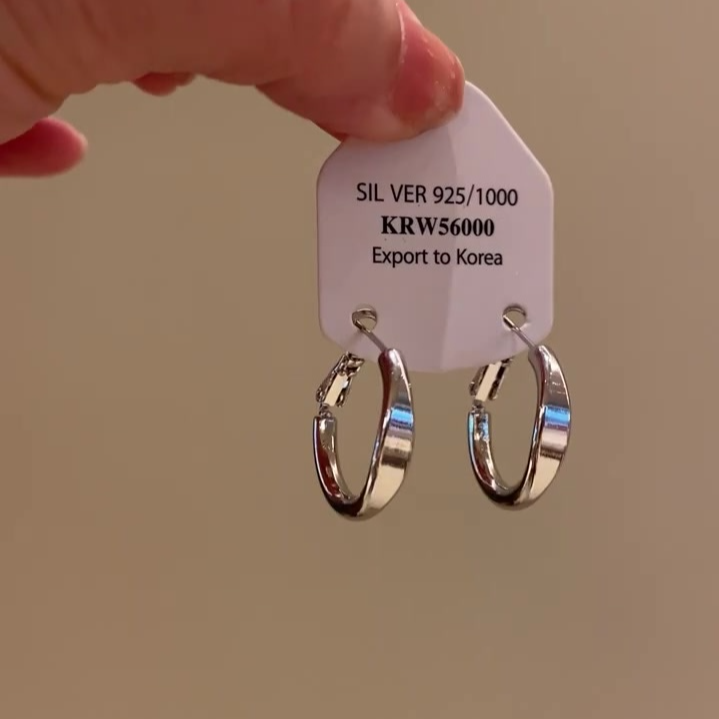 SIL VER 925/1000
KRW56000
Export to Korea